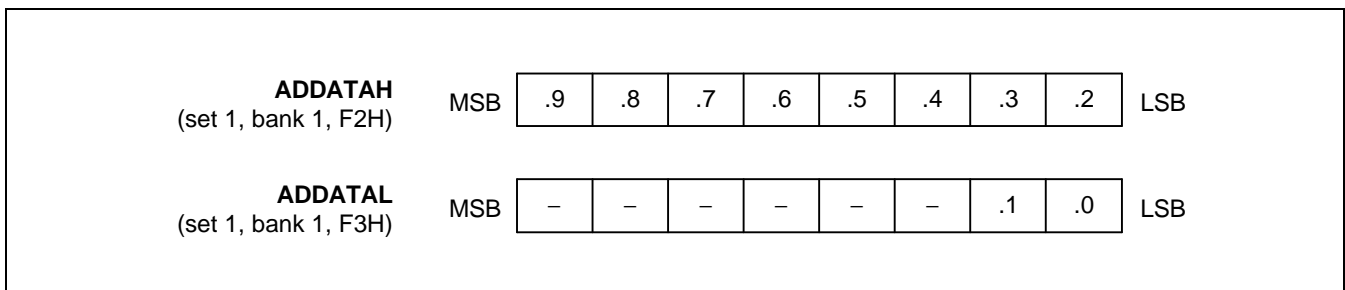 ADDATAH
(set 1, bank 1, F2H)
MSB .9 .8 .7 .6 .5 .4 .3 .2 LSB
ADDATAL
(set 1, bank 1, F3H)
MSB – – – – – – .1 .0 LSB